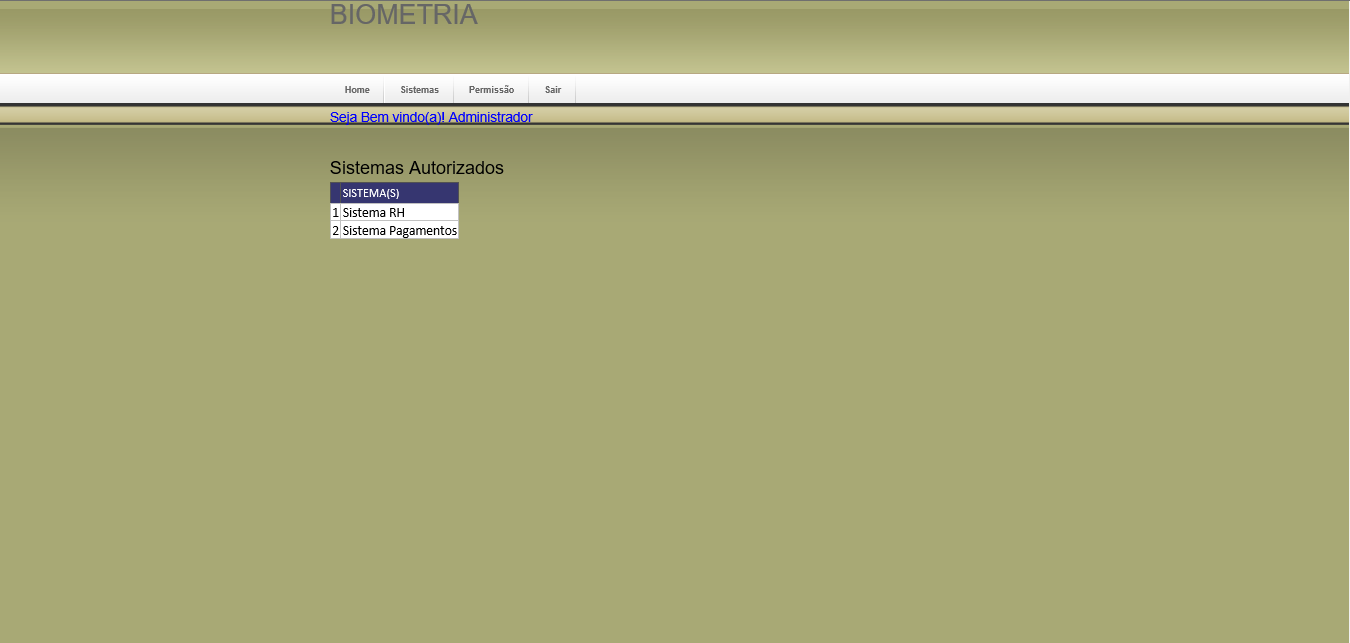 BIOMETRIA
Home Sistemas Permissão Sair
Seja Bem vindo(a)! Administrador
Sistemas Autorizados
SISTEMA(S)
1 Sistema RH
2 Sistema Pagamentos